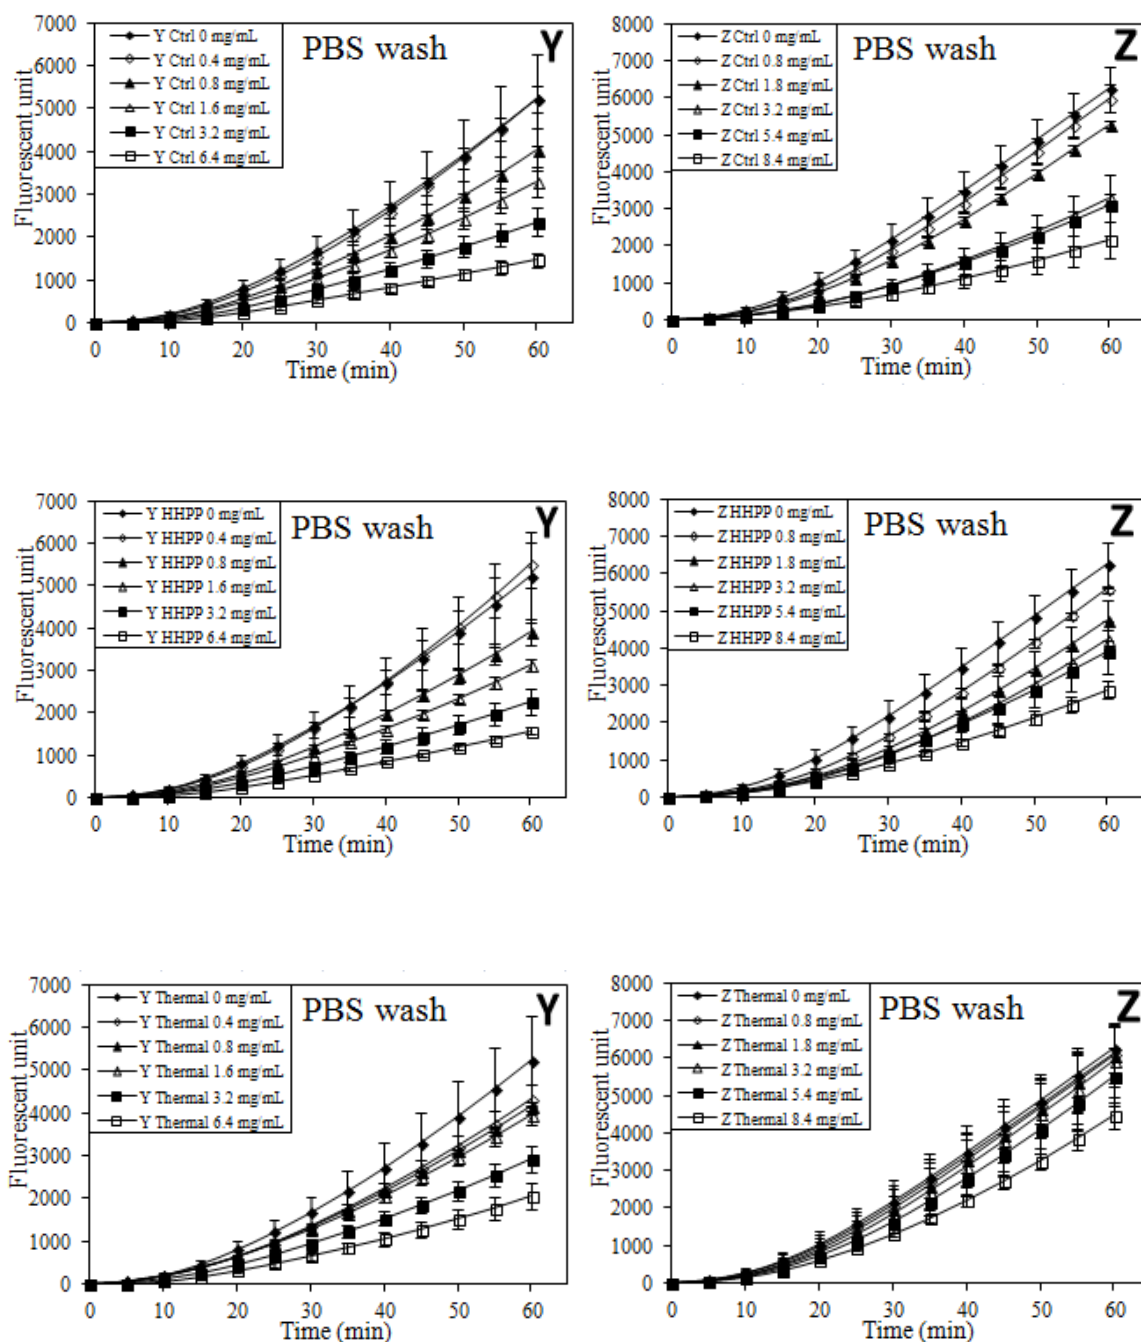 7000
6000
5000
4000
3000
2000
1000
0
Fluorescent unit
Y Ctrl 0 mg/mL
Y Ctrl 0.4 mg/mL
Y Ctrl 0.8 mg/mL
Y Ctrl 1.6 mg/mL
Y Ctrl 3.2 mg/mL
Y Ctrl 6.4 mg/mL
PBS wash
Y
0 10 20 30 40 50 60
Time (min)
8000
7000
6000
5000
4000
3000
2000
1000
0
Fluorescent unit
Z Ctrl 0 mg/mL
Z Ctrl 0.8 mg/mL
Z Ctrl 1.8 mg/mL
Z Ctrl 3.2 mg/mL
Z Ctrl 5.4 mg/mL
Z Ctrl 8.4 mg/mL
PBS wash
Z
0 10 20 30 40 50 60
Time (min)
7000
6000
5000
4000
3000
2000
1000
0
Fluorescent unit
Y HHPP 0 mg/mL
Y HHPP 0.4 mg/mL
Y HHPP 0.8 mg/mL
Y HHPP 1.6 mg/mL
Y HHPP 3.2 mg/mL
Y HHPP 6.4 mg/mL
PBS wash
Y
0 10 20 30 40 50 60
Time (min)
8000
7000
6000
5000
4000
3000
2000
1000
0
Fluorescent unit
Z HHPP 0 mg/mL
Z HHPP 0.8 mg/mL
Z HHPP 1.8 mg/mL
Z HHPP 3.2 mg/mL
Z HHPP 5.4 mg/mL
Z HHPP 8.4 mg/mL
PBS wash
Z
0 10 20 30 40 50 60
Time (min)
7000
6000
5000
4000
3000
2000
1000
0
Fluorescent unit
Y Thermal 0 mg/mL
Y Thermal 0.4 mg/mL
Y Thermal 0.8 mg/mL
Y Thermal 1.6 mg/mL
Y Thermal 3.2 mg/mL
Y Thermal 6.4 mg/mL
PBS wash
Y
0 10 20 30 40 50 60
Time (min)
8000
7000
6000
5000
4000
3000
2000
1000
0
Fluorescent unit
Z Thermal 0 mg/mL
Z Thermal 0.8 mg/mL
Z Thermal 1.8 mg/mL
Z Thermal 3.2 mg/mL
Z Thermal 5.4 mg/mL
Z Thermal 8.4 mg/mL
PBS wash
Z
0 10 20 30 40 50 60
Time (min)